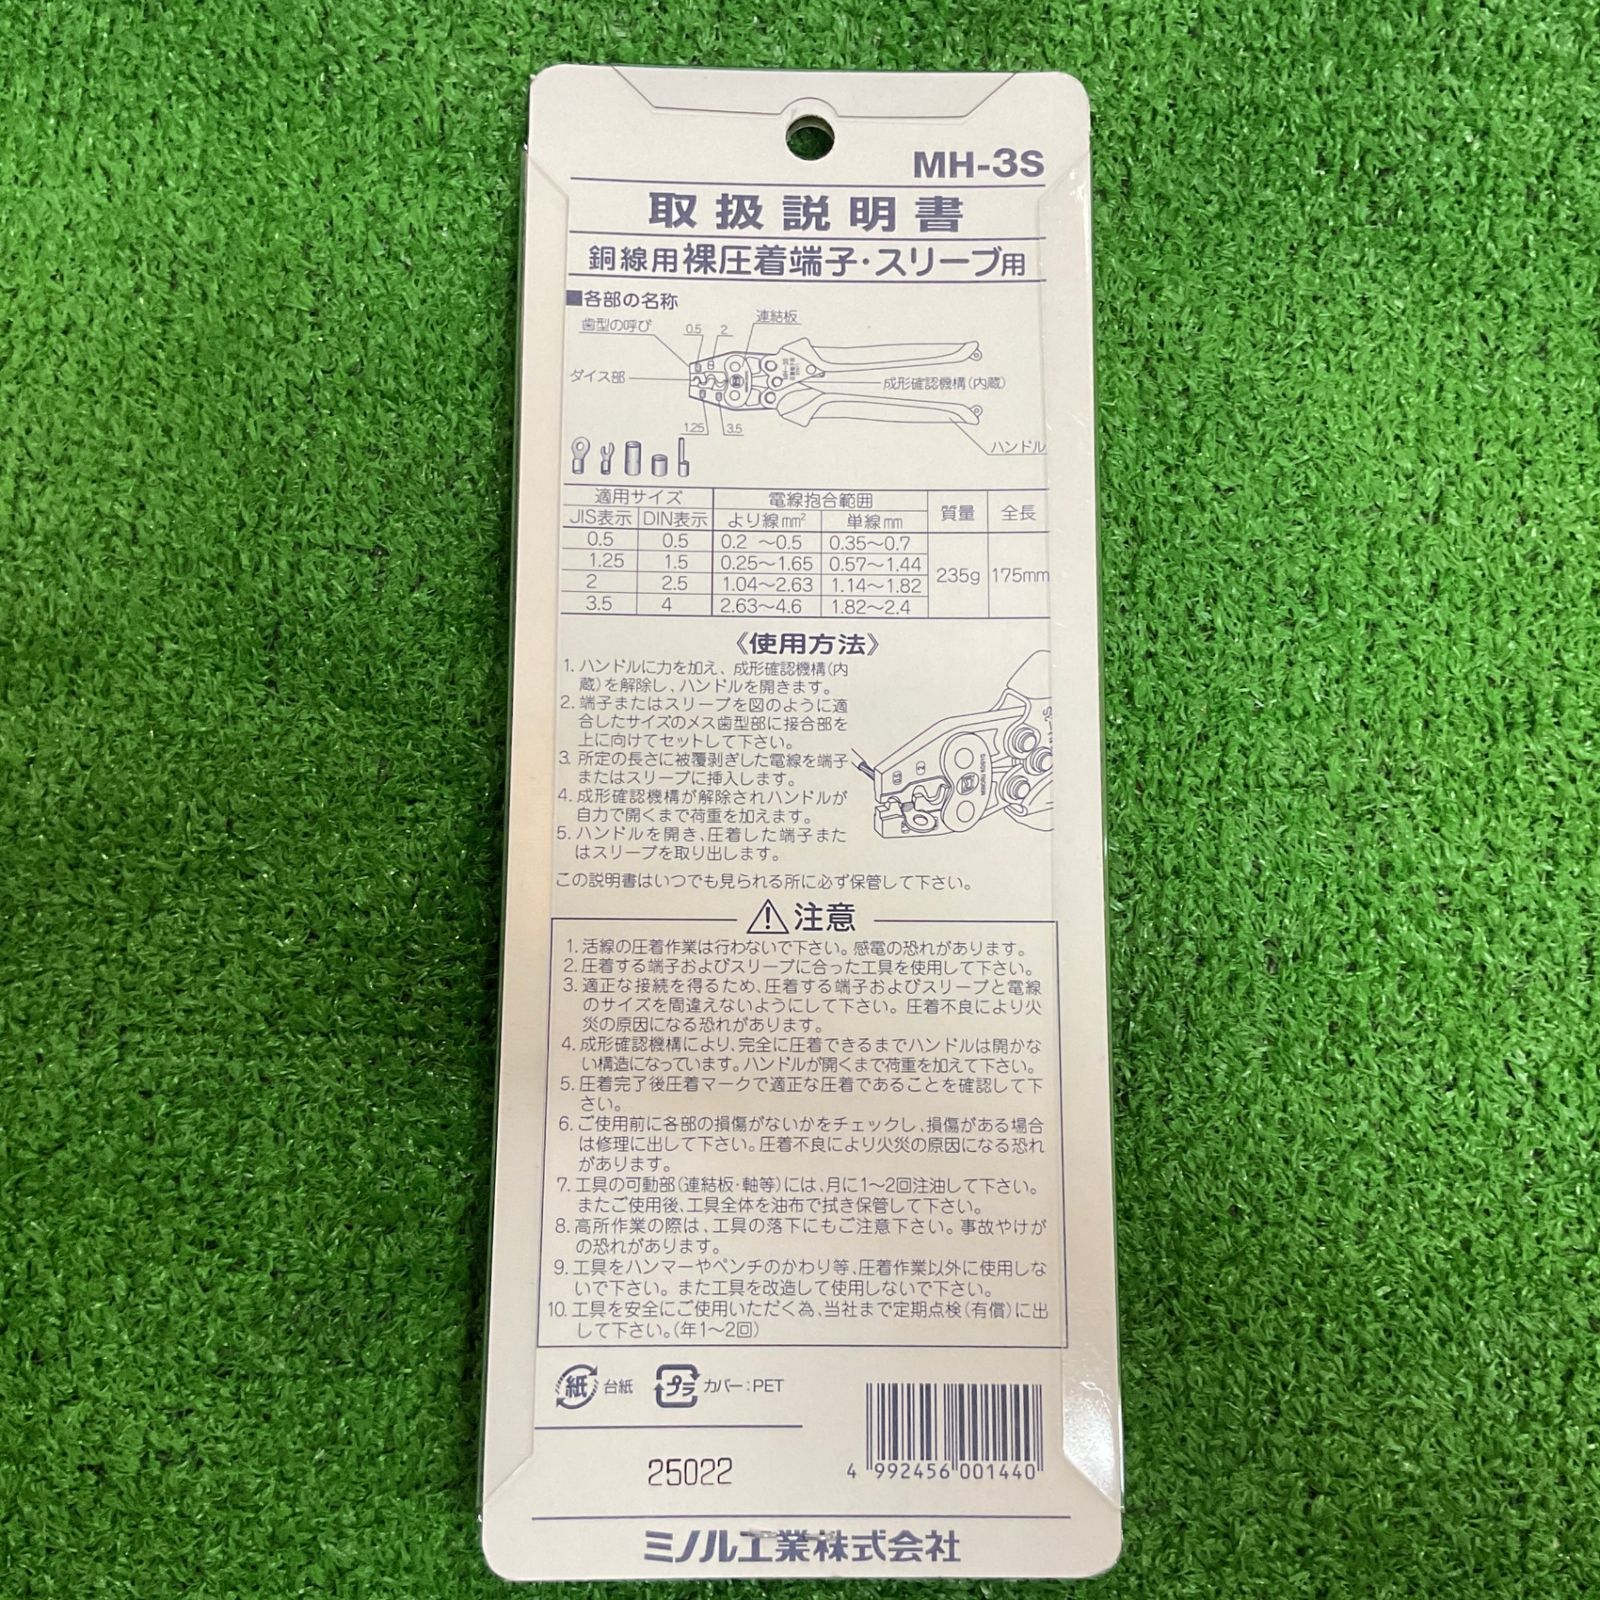 MH-3S
取扱説明書
銅線用裸圧着端子・スリーブ用
■各部の名称
歯型の呼び
0.5
2
連結板
ダイス部
成形確認機構(内蔵)
1.25
3.5
ハンドル
適用サイズ 電線抱合範囲 質量 全長
JIS表示 DIN表示 より線mm² 単線mm
0.5 0.5 0.2 ～0.5 0.35～0.7
1.25 1.5 0.25～1.65 0.57～1.44
2 2.5 1.04～2.63 1.14～1.82
3.5 4 2.63～4.6 1.82～2.4
235g 175mm
《使用方法》
1. ハンドルに力を加え、成形確認機構(内
蔵)を解除し、ハンドルを開きます。
2. 端子またはスリーブを図のように適
合したサイズのメス歯型部に接合部を
上に向けてセットして下さい。
3. 所定の長さに被覆剥ぎした電線を端子
またはスリーブに挿入します。
4. 成形確認機構が解除されハンドルが
自力で開くまで荷重を加えます。
5. ハンドルを開き、圧着した端子また
はスリーブを取り出します。
この説明書はいつでも見られる所に必ず保管して下さい。
注意
1. 活線の圧着作業は行わないで下さい。感電の恐れがあります。
2. 圧着する端子およびスリーブに合った工具を使用して下さい。
3. 適正な接続を得るため、圧着する端子およびスリーブと電線
のサイズを間違えないようにして下さい。圧着不良により火
災の原因になる恐れがあります。
4. 成形確認機構により、完全に圧着できるまでハンドルは開かな
い構造になっています。ハンドルが開くまで荷重を加えて下さい。
5. 圧着完了後圧着マークで適正な圧着であることを確認して下
さい。
6. ご使用前に各部の損傷がないかをチェックし、損傷がある場合
は修理に出して下さい。圧着不良により火災の原因になる恐れ
があります。
7. 工具の可動部(連結板・軸等)には、月に1～2回注油して下さい。
またご使用後、工具全体を油布で拭き保管して下さい。
8. 高所作業の際は、工具の落下にもご注意下さい。事故やけが
の恐れがあります。
9. 工具をハンマーやペンチのかわり等、圧着作業以外に使用しな
いで下さい。また工具を改造して使用しないで下さい。
10. 工具を安全にご使用いただく為、当社まで定期点検(有償)に出
して下さい。(年1～2回)
紙 台紙 プラ カバー:PET
25022
4 992456 001440
ミノル工業株式会社